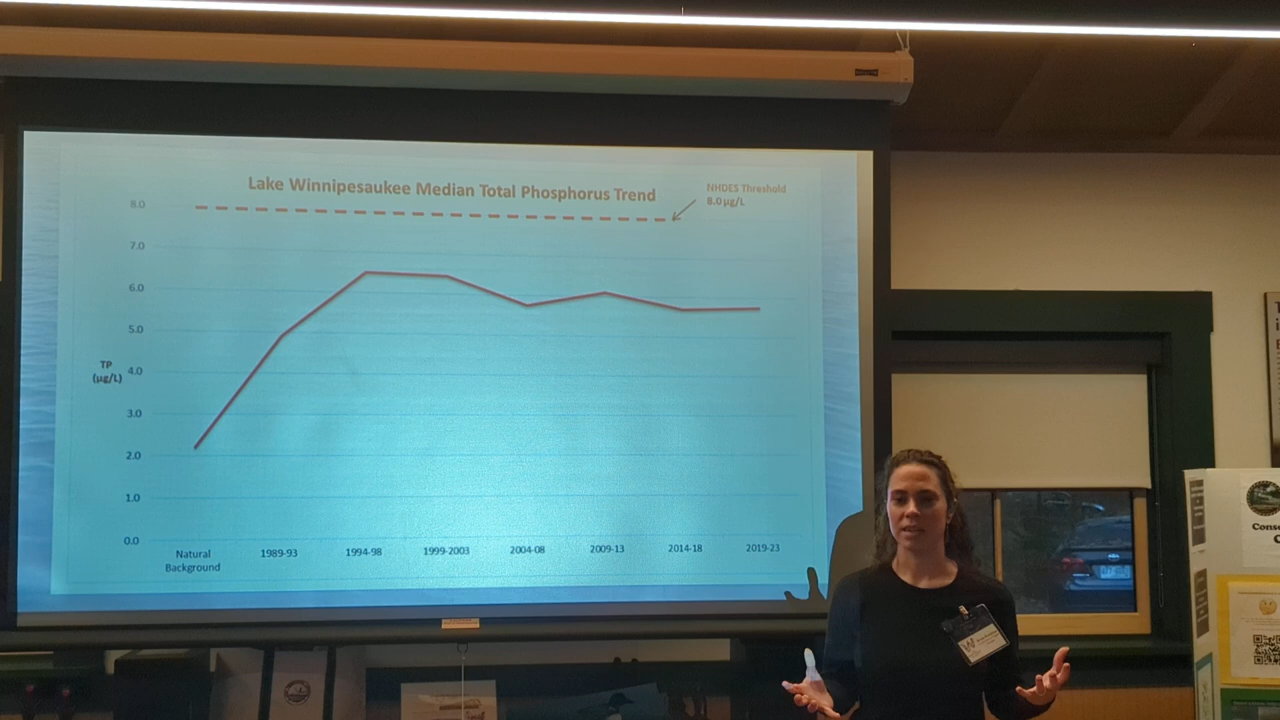 Lake Winnipesaukee Median Total Phosphorus Trend
NHDES Threshold
8.0 µg/L
8.0
7.0
6.0
5.0
TP
(µg/L)
4.0
3.0
2.0
1.0
0.0
Natural
Background
1989-93
1994-98
1999-2003
2004-08
2009-13
2014-18
2019-23
W